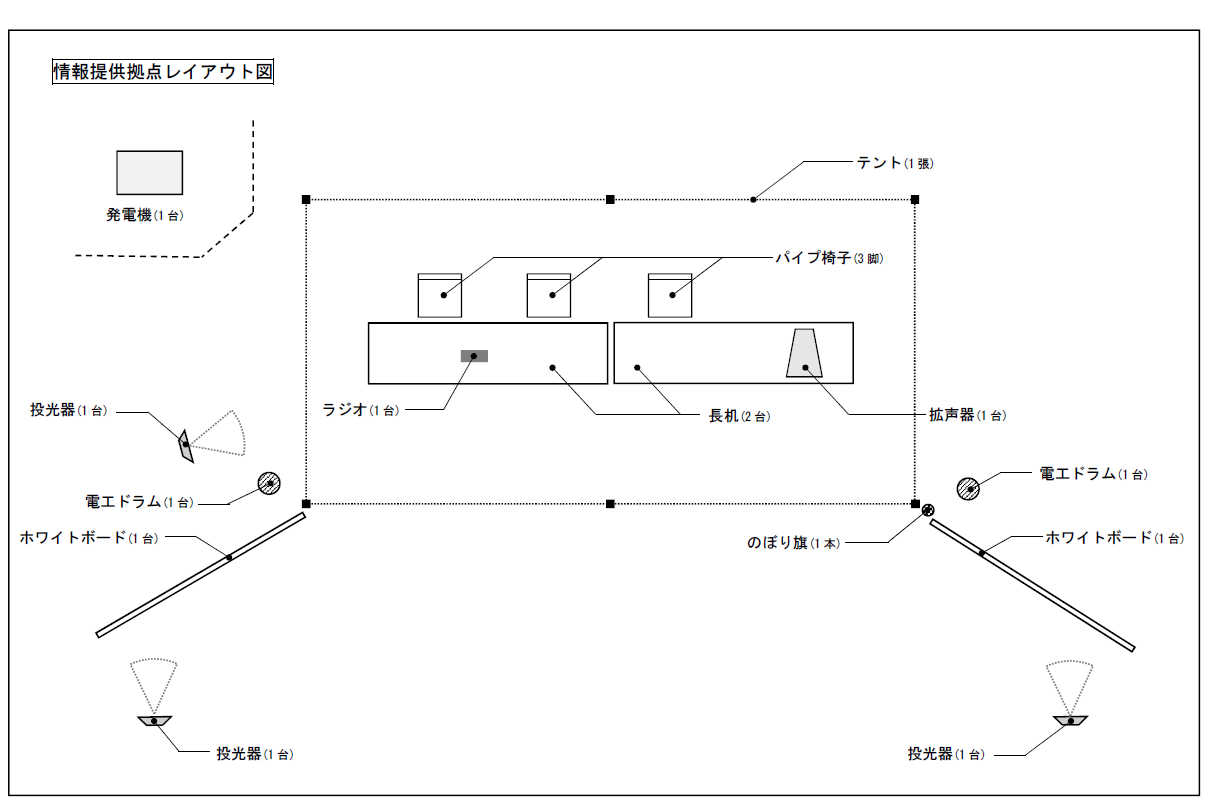 情報提供拠点レイアウト図
テント(1張)
発電機(1台)
パイプ椅子(3脚)
投光器(1台)
ラジオ(1台)
長机(2台)
拡声器(1台)
電工ドラム(1台)
電工ドラム(1台)
ホワイトボード(1台)
のぼり旗(1本)
ホワイトボード(1台)
投光器(1台)
投光器(1台)